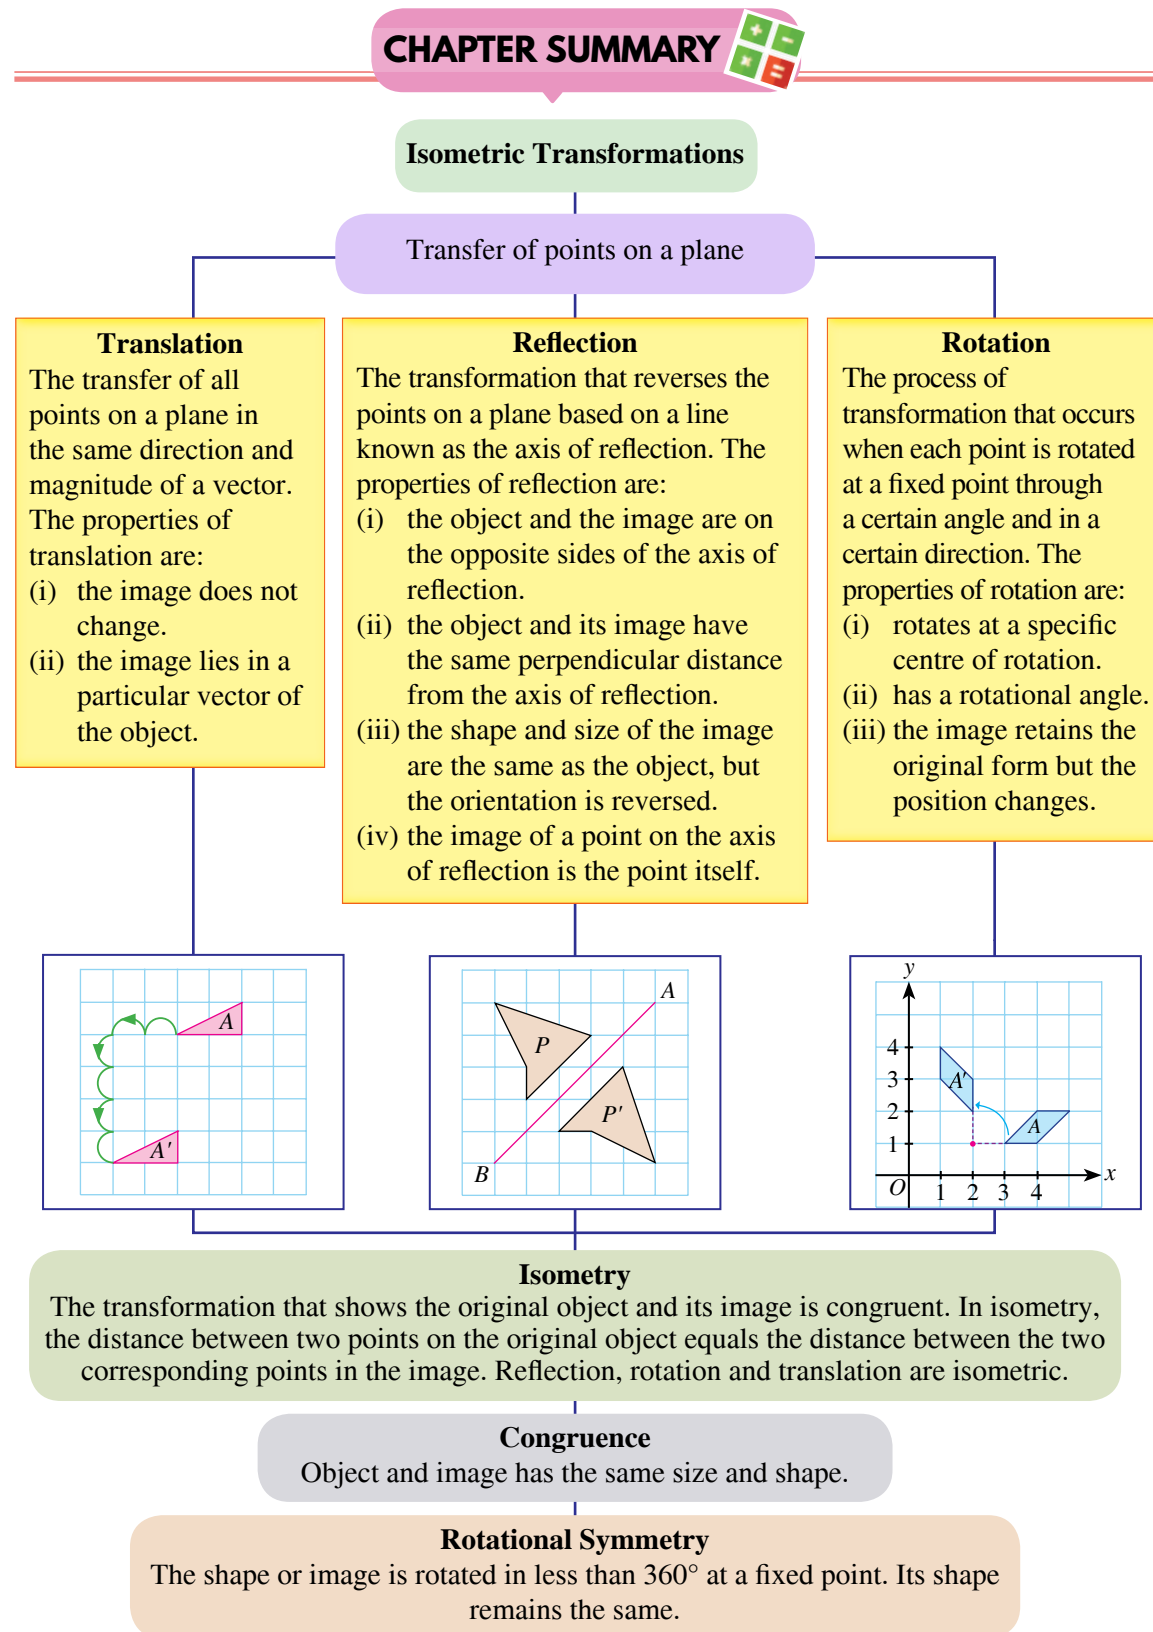 CHAPTER SUMMARY
+ − × =
Isometric Transformations
Transfer of points on a plane
Translation
The transfer of all
points on a plane in
the same direction and
magnitude of a vector.
The properties of
translation are:
(i) the image does not
change.
(ii) the image lies in a
particular vector of
the object.
Reflection
The transformation that reverses the
points on a plane based on a line
known as the axis of reflection. The
properties of reflection are:
(i) the object and the image are on
the opposite sides of the axis of
reflection.
(ii) the object and its image have
the same perpendicular distance
from the axis of reflection.
(iii) the shape and size of the image
are the same as the object, but
the orientation is reversed.
(iv) the image of a point on the axis
of reflection is the point itself.
Rotation
The process of
transformation that occurs
when each point is rotated
at a fixed point through
a certain angle and in a
certain direction. The
properties of rotation are:
(i) rotates at a specific
centre of rotation.
(ii) has a rotational angle.
(iii) the image retains the
original form but the
position changes.
A
A'
A
P
P'
B
y
4
3
2
1
A'
A
O 1 2 3 4
x
Isometry
The transformation that shows the original object and its image is congruent. In isometry,
the distance between two points on the original object equals the distance between the two
corresponding points in the image. Reflection, rotation and translation are isometric.
Congruence
Object and image has the same size and shape.
Rotational Symmetry
The shape or image is rotated in less than 360° at a fixed point. Its shape
remains the same.